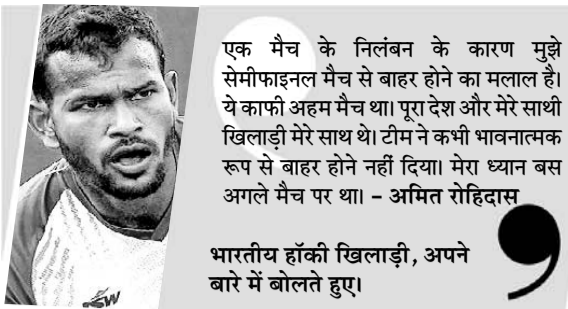 एक मैच के निलंबन के कारण मुझे
सेमीफाइनल मैच से बाहर होने का मलाल है।
ये काफी अहम मैच था। पूरा देश और मेरे साथी
खिलाड़ी मेरे साथ थे। टीम ने कभी भावनात्मक
रूप से बाहर होने नहीं दिया। मेरा ध्यान बस
अगले मैच पर था। – अमित रोहिदास
भारतीय हॉकी खिलाड़ी, अपने
बारे में बोलते हुए।